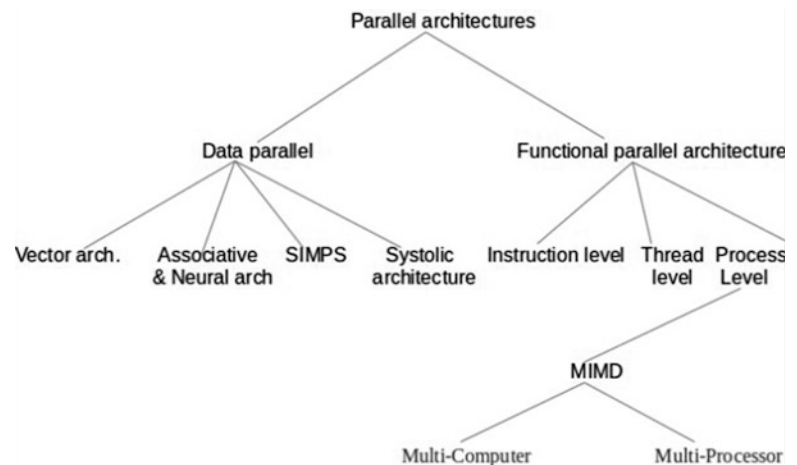 Parallel architectures
Data parallel
Functional parallel architecture
Vector arch.
Associative
& Neural arch
SIMPS
Systolic
architecture
Instruction level
Thread
level
Process
Level
MIMD
Multi-Computer
Multi-Processor